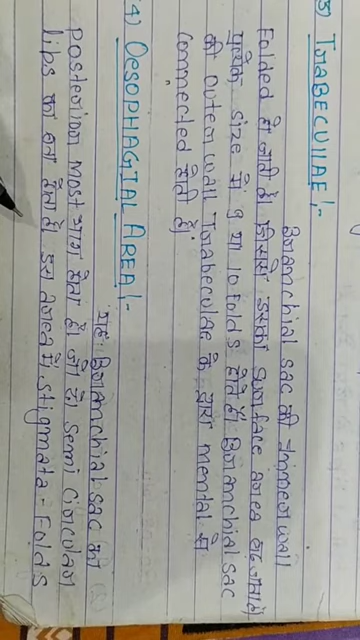 3) TRABECULAE :-
Branchial sac की Inner wall
Folded हो जाती है। जिससे इसका surface area बढ़ जाता है।
size में 9 या 10 Folds होते हैं। Branchial sac
की outer wall Trabeculae के द्वारा mental से
connected होती है।
(4) OESOPHAGIAL AREA :-
यह Branchial sac का
posterior most भाग होता है। जो दो semi circular
lips का बना होता है। इस area में stigmata - Folds